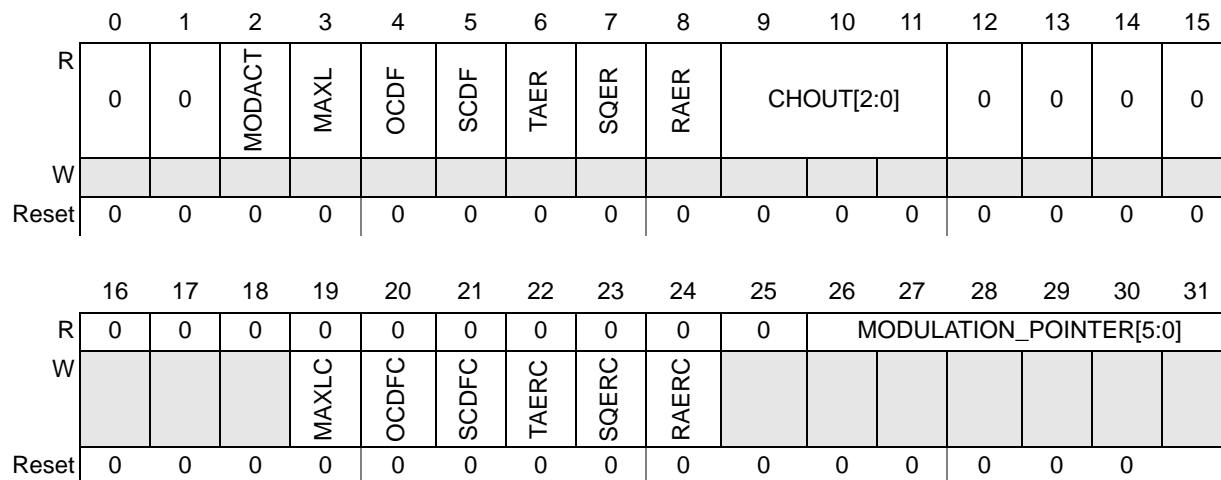 0 1 2 3 4 5 6 7 8 9 10 11 12 13 14 15
R 0 0 MODACT MAXL OCDF SCDF TAER SQER RAER CHOUT[2:0] 0 0 0 0
W
Reset 0 0 0 0 0 0 0 0 0 0 0 0 0 0 0 0
16 17 18 19 20 21 22 23 24 25 26 27 28 29 30 31
R 0 0 0 0 0 0 0 0 0 0 MODULATION_POINTER[5:0]
W MAXLC OCDFC SCDFC TAERC SQERC RAERC
Reset 0 0 0 0 0 0 0 0 0 0 0 0 0 0 0